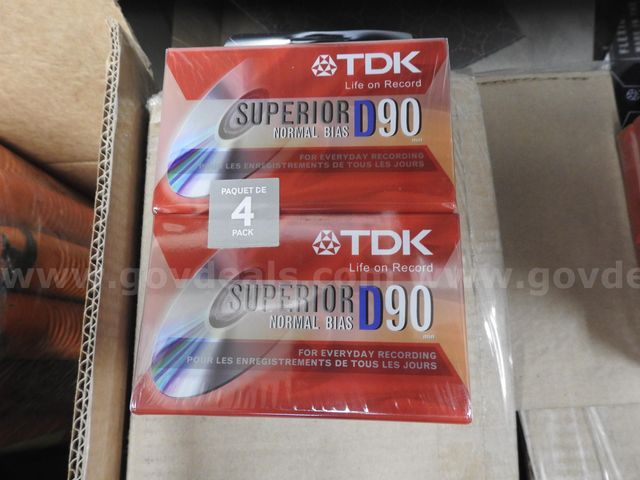 TDK
Life on Record
SUPERIOR
NORMAL BIAS D90
min
FOR EVERYDAY RECORDING
POUR LES ENREGISTREMENTS DE TOUS LES JOURS
PAQUET DE
4
PACK
TDK
Life on Record
SUPERIOR
NORMAL BIAS D90
min
FOR EVERYDAY RECORDING
POUR LES ENREGISTREMENTS DE TOUS LES JOURS
www.govdeals.com
www.govdeals